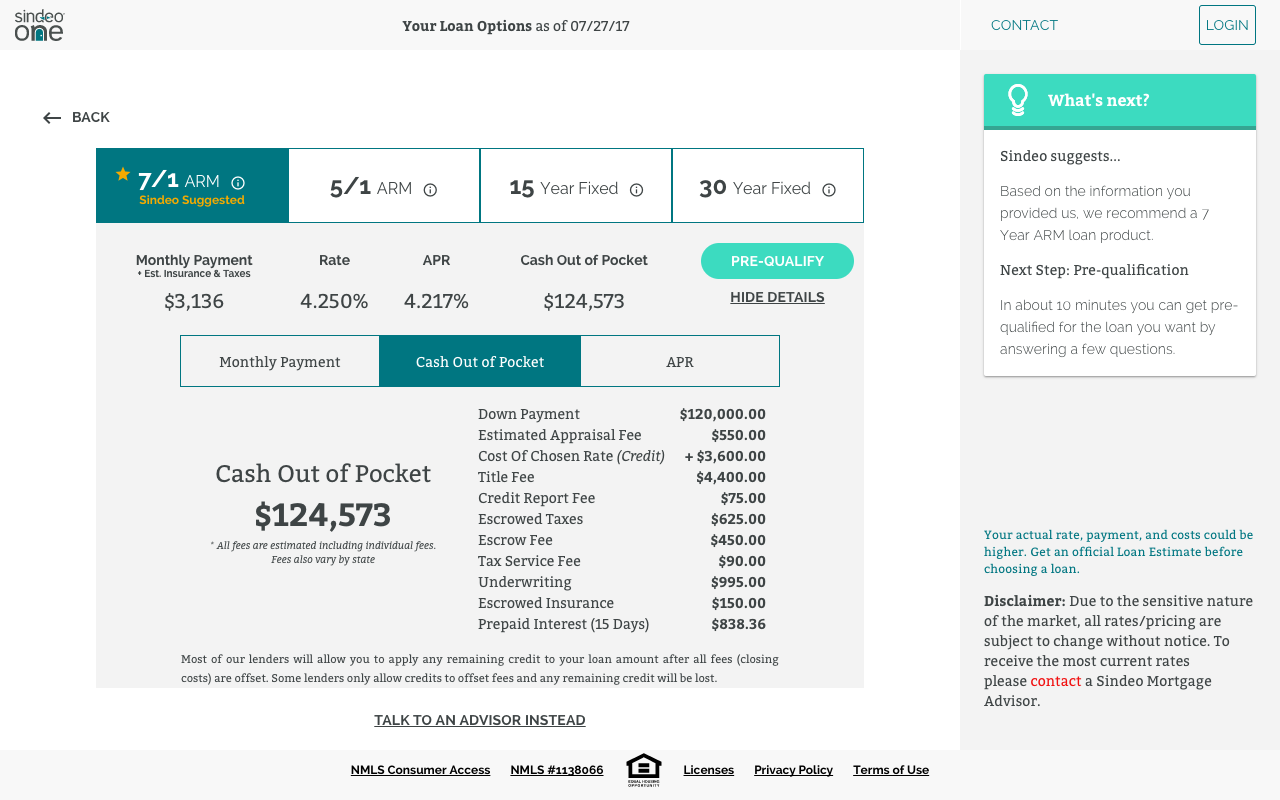 sindeo
one
Your Loan Options as of 07/27/17
CONTACT
LOGIN
BACK
7/1 ARM
Sindeo Suggested
5/1 ARM
15 Year Fixed
30 Year Fixed
Monthly Payment
+ Est. Insurance & Taxes
$3,136
Rate
4.250%
APR
4.217%
Cash Out of Pocket
$124,573
PRE-QUALIFY
HIDE DETAILS
Monthly Payment
Cash Out of Pocket
APR
Cash Out of Pocket
$124,573
* All fees are estimated including individual fees.
Fees also vary by state
Down Payment $120,000.00
Estimated Appraisal Fee $550.00
Cost Of Chosen Rate (Credit) + $3,600.00
Title Fee $4,400.00
Credit Report Fee $75.00
Escrowed Taxes $625.00
Escrow Fee $450.00
Tax Service Fee $90.00
Underwriting $995.00
Escrowed Insurance $150.00
Prepaid Interest (15 Days) $838.36
Most of our lenders will allow you to apply any remaining credit to your loan amount after all fees (closing
costs) are offset. Some lenders only allow credits to offset fees and any remaining credit will be lost.
TALK TO AN ADVISOR INSTEAD
What's next?
Sindeo suggests...
Based on the information you
provided us, we recommend a 7
Year ARM loan product.
Next Step: Pre-qualification
In about 10 minutes you can get pre-
qualified for the loan you want by
answering a few questions.
Your actual rate, payment, and costs could be
higher. Get an official Loan Estimate before
choosing a loan.
Disclaimer: Due to the sensitive nature
of the market, all rates/pricing are
subject to change without notice. To
receive the most current rates
please contact a Sindeo Mortgage
Advisor.
NMLS Consumer Access
NMLS #1138066
EQUAL HOUSING
OPPORTUNITY
Licenses
Privacy Policy
Terms of Use